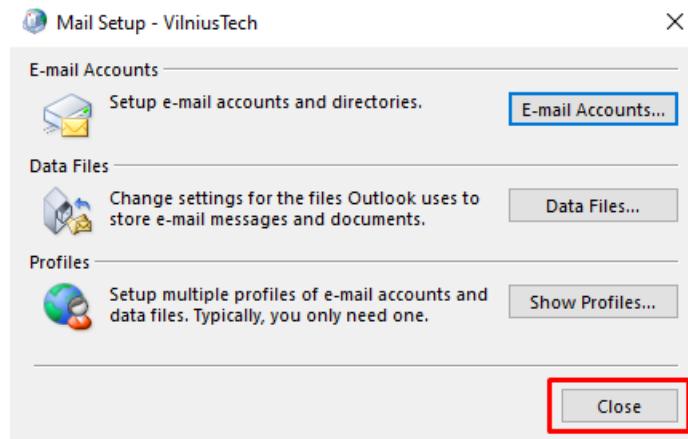 Mail Setup - VilniusTech
E-mail Accounts
Setup e-mail accounts and directories.
E-mail Accounts...
Data Files
Change settings for the files Outlook uses to
store e-mail messages and documents.
Data Files...
Profiles
Setup multiple profiles of e-mail accounts and
data files. Typically, you only need one.
Show Profiles...
Close